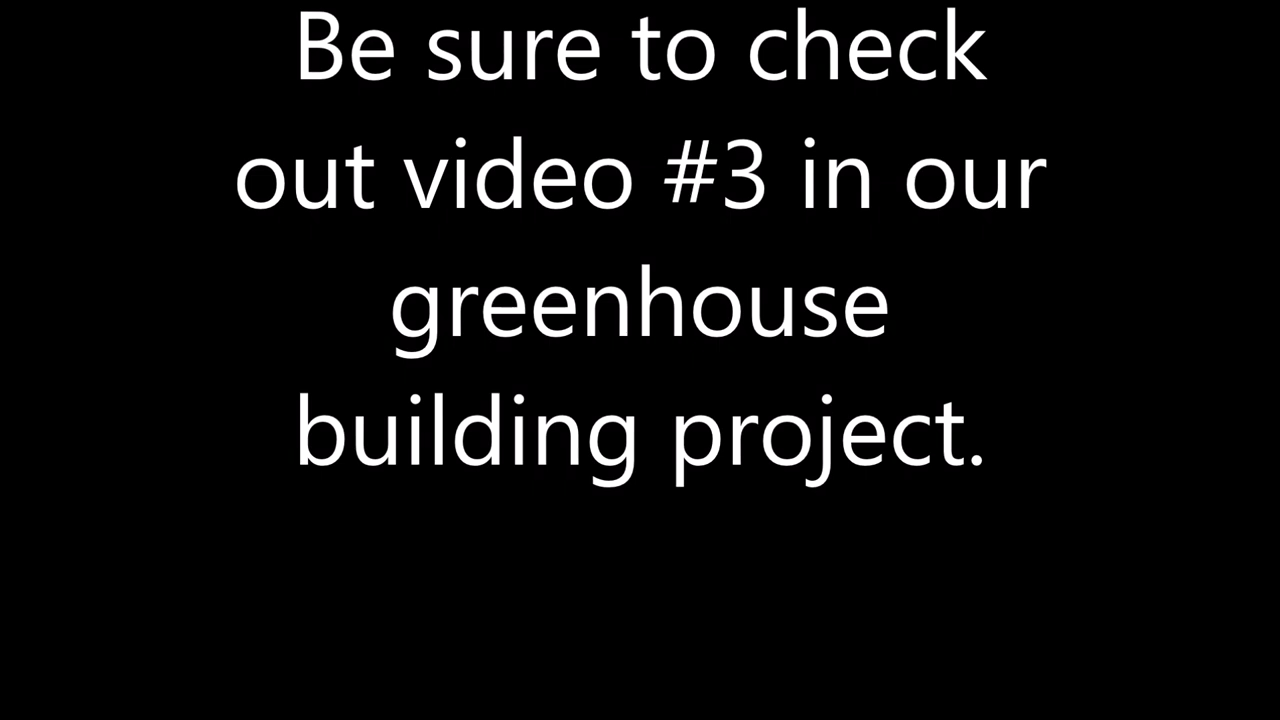 Be sure to check
out video #3 in our
greenhouse
building project.